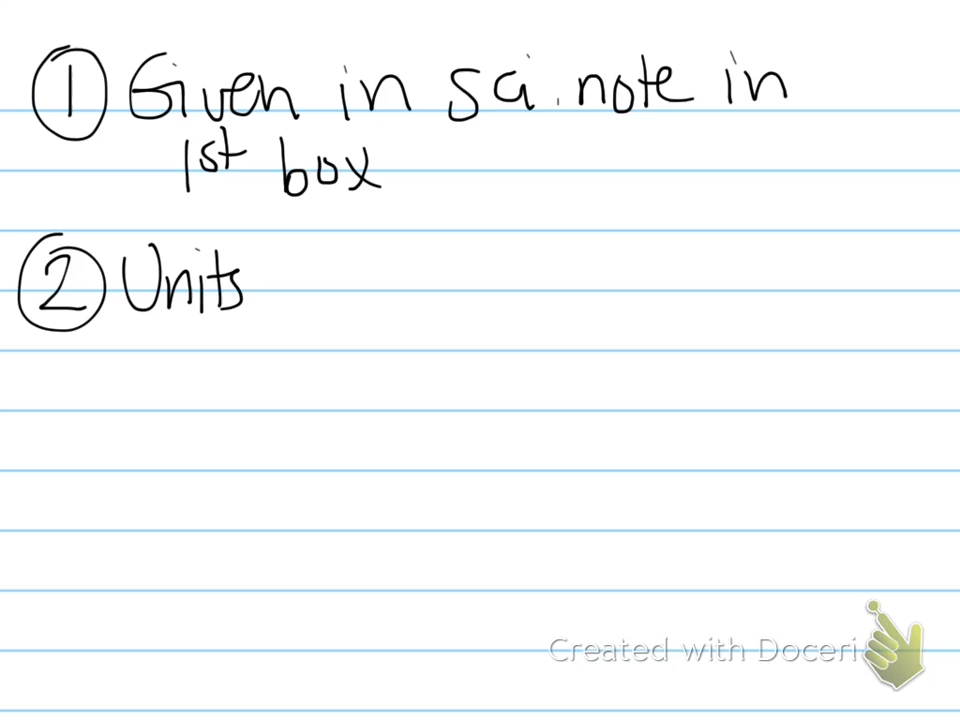 ① Given in sci. note in
1st box
② Units
Created with Doceri